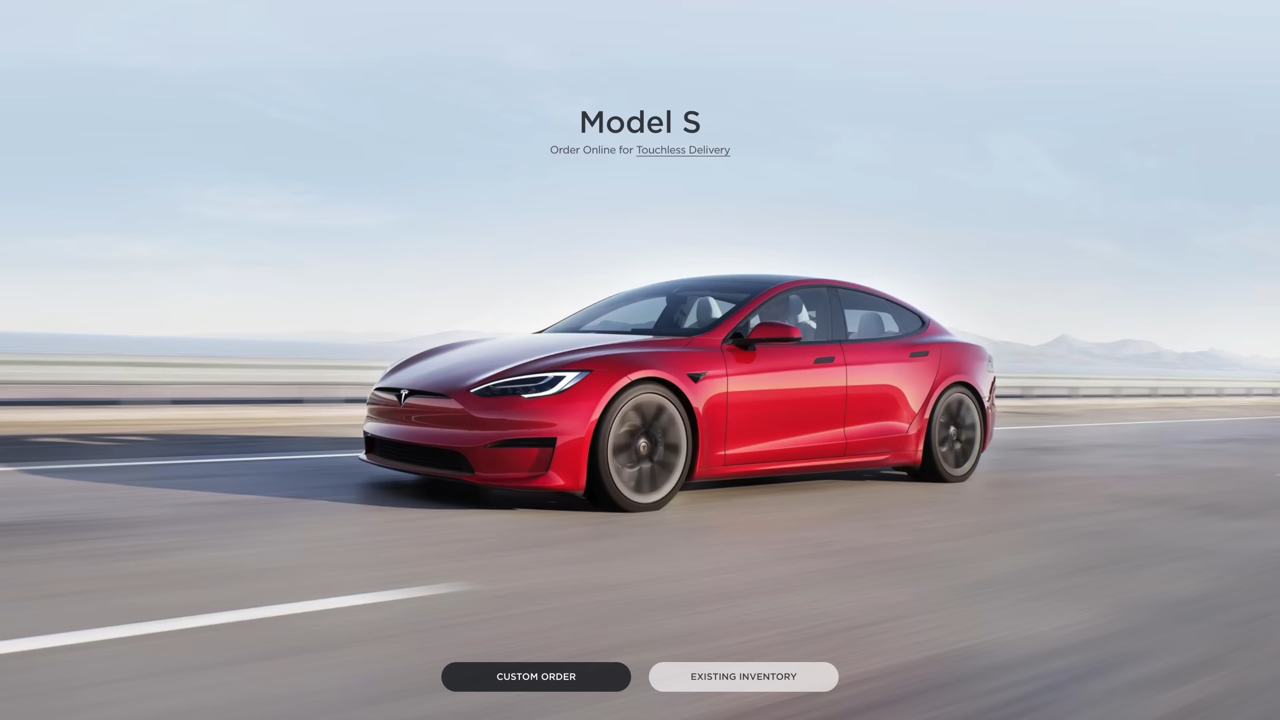 Model S
Order Online for Touchless Delivery
CUSTOM ORDER
EXISTING INVENTORY